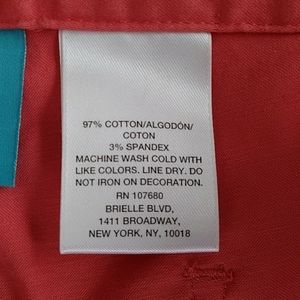 97% COTTON/ALGODÓN/
COTON
3% SPANDEX
MACHINE WASH COLD WITH
LIKE COLORS. LINE DRY. DO
NOT IRON ON DECORATION.
RN 107680
BRIELLE BLVD,
1411 BROADWAY,
NEW YORK, NY, 10018